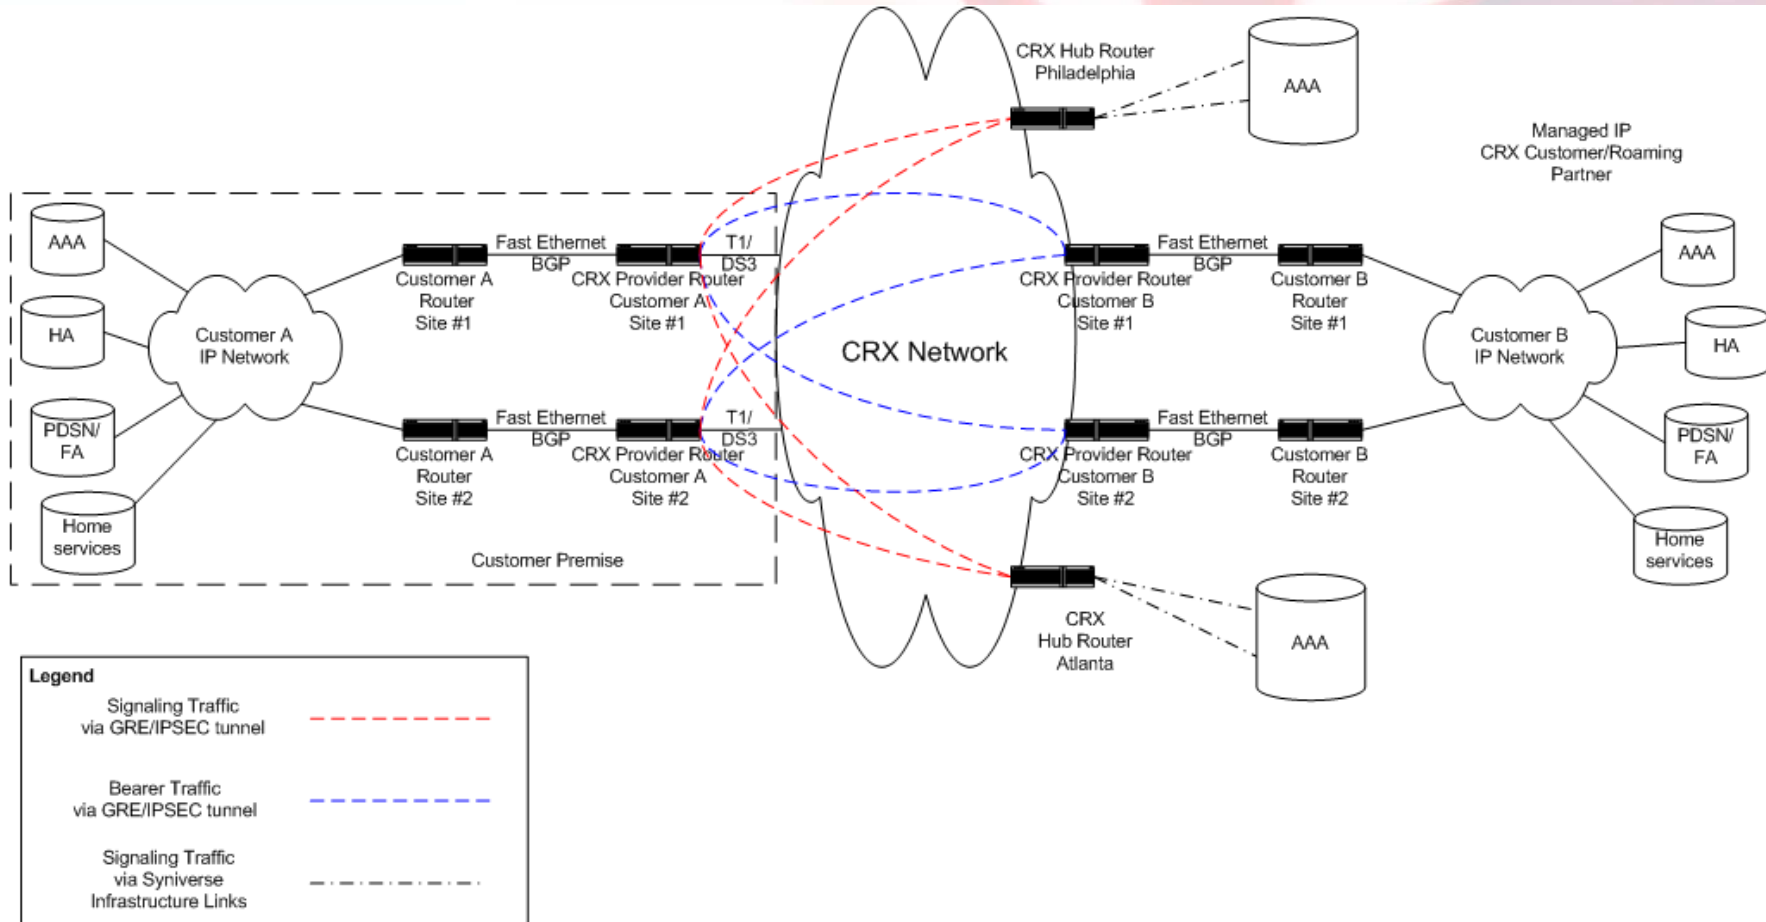 CRX Hub Router
Philadelphia
AAA
Managed IP
CRX Customer/Roaming
Partner
AAA
HA
PDSN/
FA
Home
services
Customer A
IP Network
Customer A
Router
Site #1
Fast Ethernet
BGP
CRX Provider Router
Customer A
Site #1
T1/
DS3
Customer A
Router
Site #2
Fast Ethernet
BGP
CRX Provider Router
Customer A
Site #2
T1/
DS3
Customer Premise
CRX Network
CRX Provider Router
Customer B
Site #1
Fast Ethernet
BGP
Customer B
Router
Site #1
CRX Provider Router
Customer B
Site #2
Fast Ethernet
BGP
Customer B
Router
Site #2
Customer B
IP Network
AAA
HA
PDSN/
FA
Home
services
CRX
Hub Router
Atlanta
AAA
Legend
Signaling Traffic
via GRE/IPSEC tunnel
Bearer Traffic
via GRE/IPSEC tunnel
Signaling Traffic
via Syniverse
Infrastructure Links